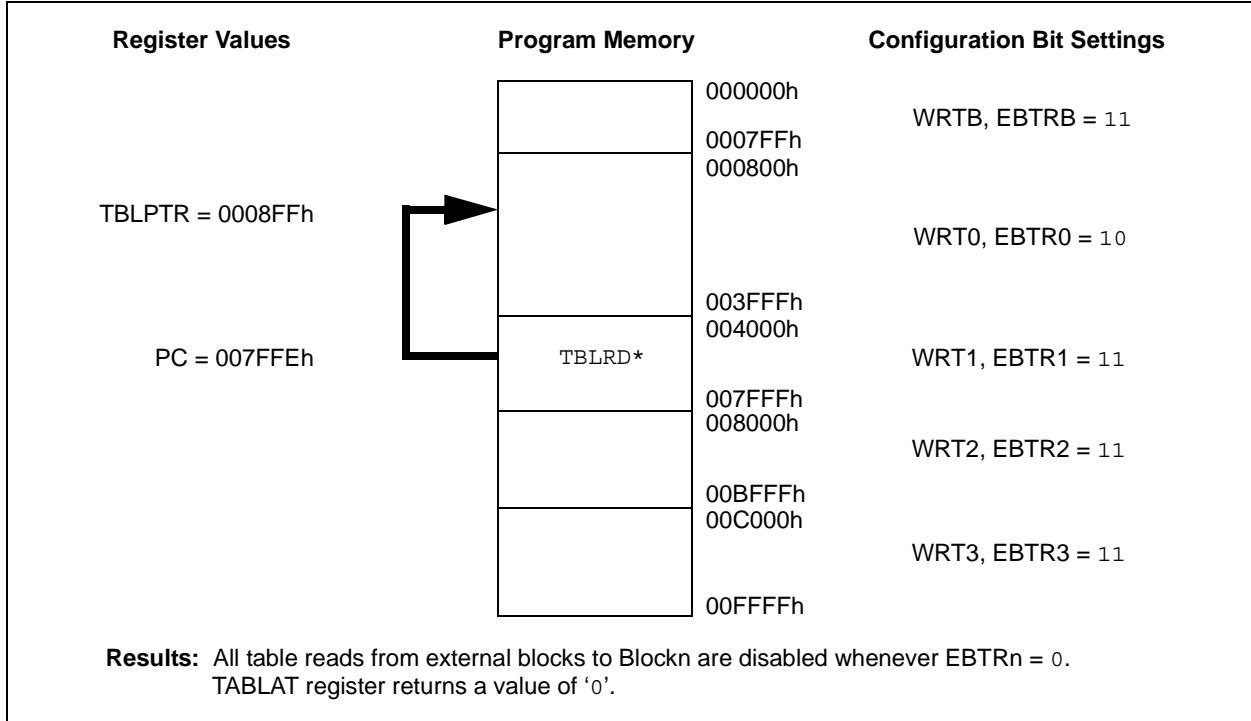 Register Values Program Memory Configuration Bit Settings
000000h
WRTB, EBTRB = 11
0007FFh
000800h
TBLPTR = 0008FFh
WRT0, EBTR0 = 10
003FFFh
004000h
PC = 007FFEh TBLRD* WRT1, EBTR1 = 11
007FFFh
008000h
WRT2, EBTR2 = 11
00BFFFh
00C000h
WRT3, EBTR3 = 11
00FFFFh
Results: All table reads from external blocks to Blockn are disabled whenever EBTRn = 0.
TABLAT register returns a value of ‘0’.